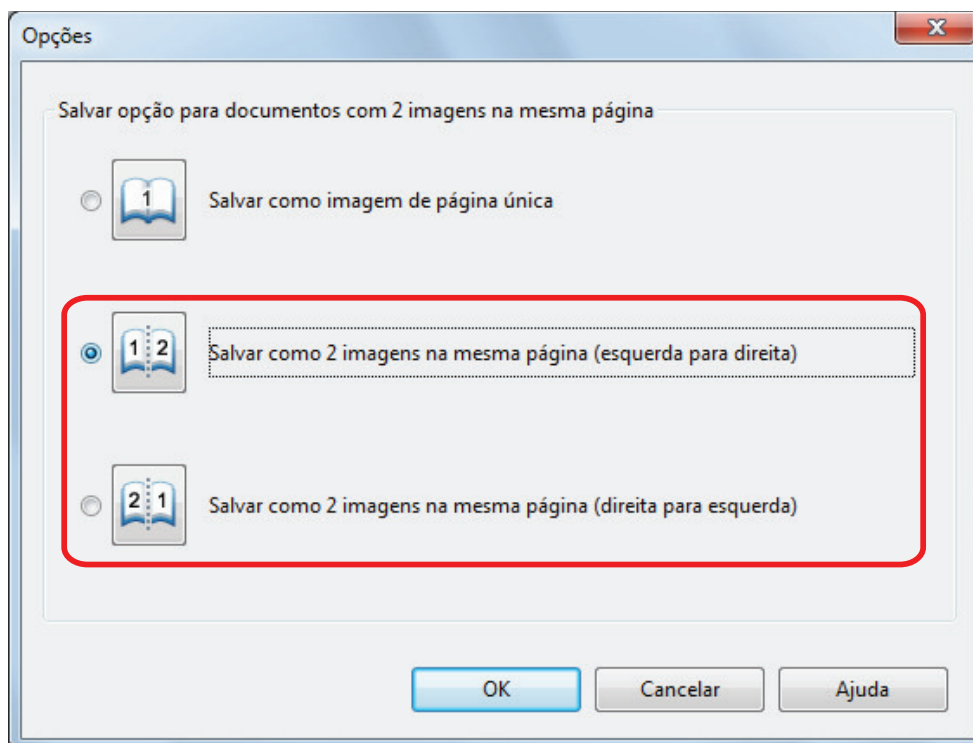 Opções
Salvar opção para documentos com 2 imagens na mesma página
1
Salvar como imagem de página única
1 2
Salvar como 2 imagens na mesma página (esquerda para direita)
2 1
Salvar como 2 imagens na mesma página (direita para esquerda)
OK
Cancelar
Ajuda